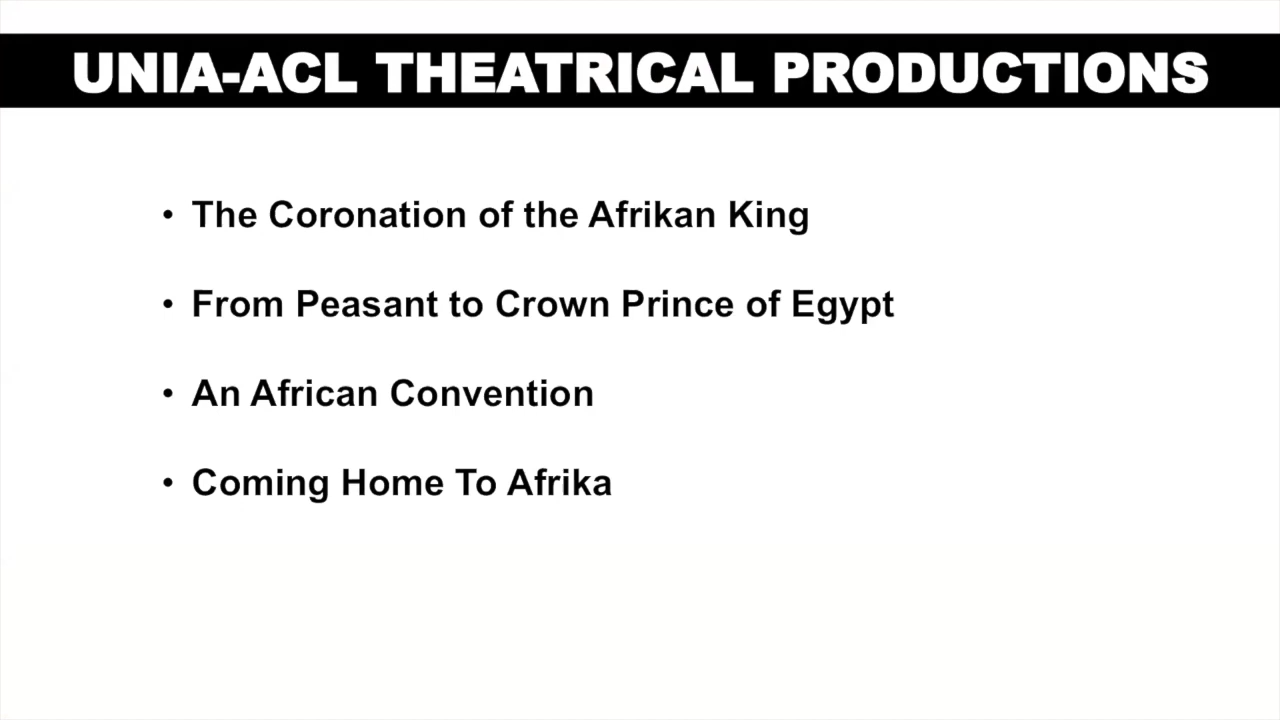 UNIA-ACL THEATRICAL PRODUCTIONS
• The Coronation of the Afrikan King
• From Peasant to Crown Prince of Egypt
• An African Convention
• Coming Home To Afrika